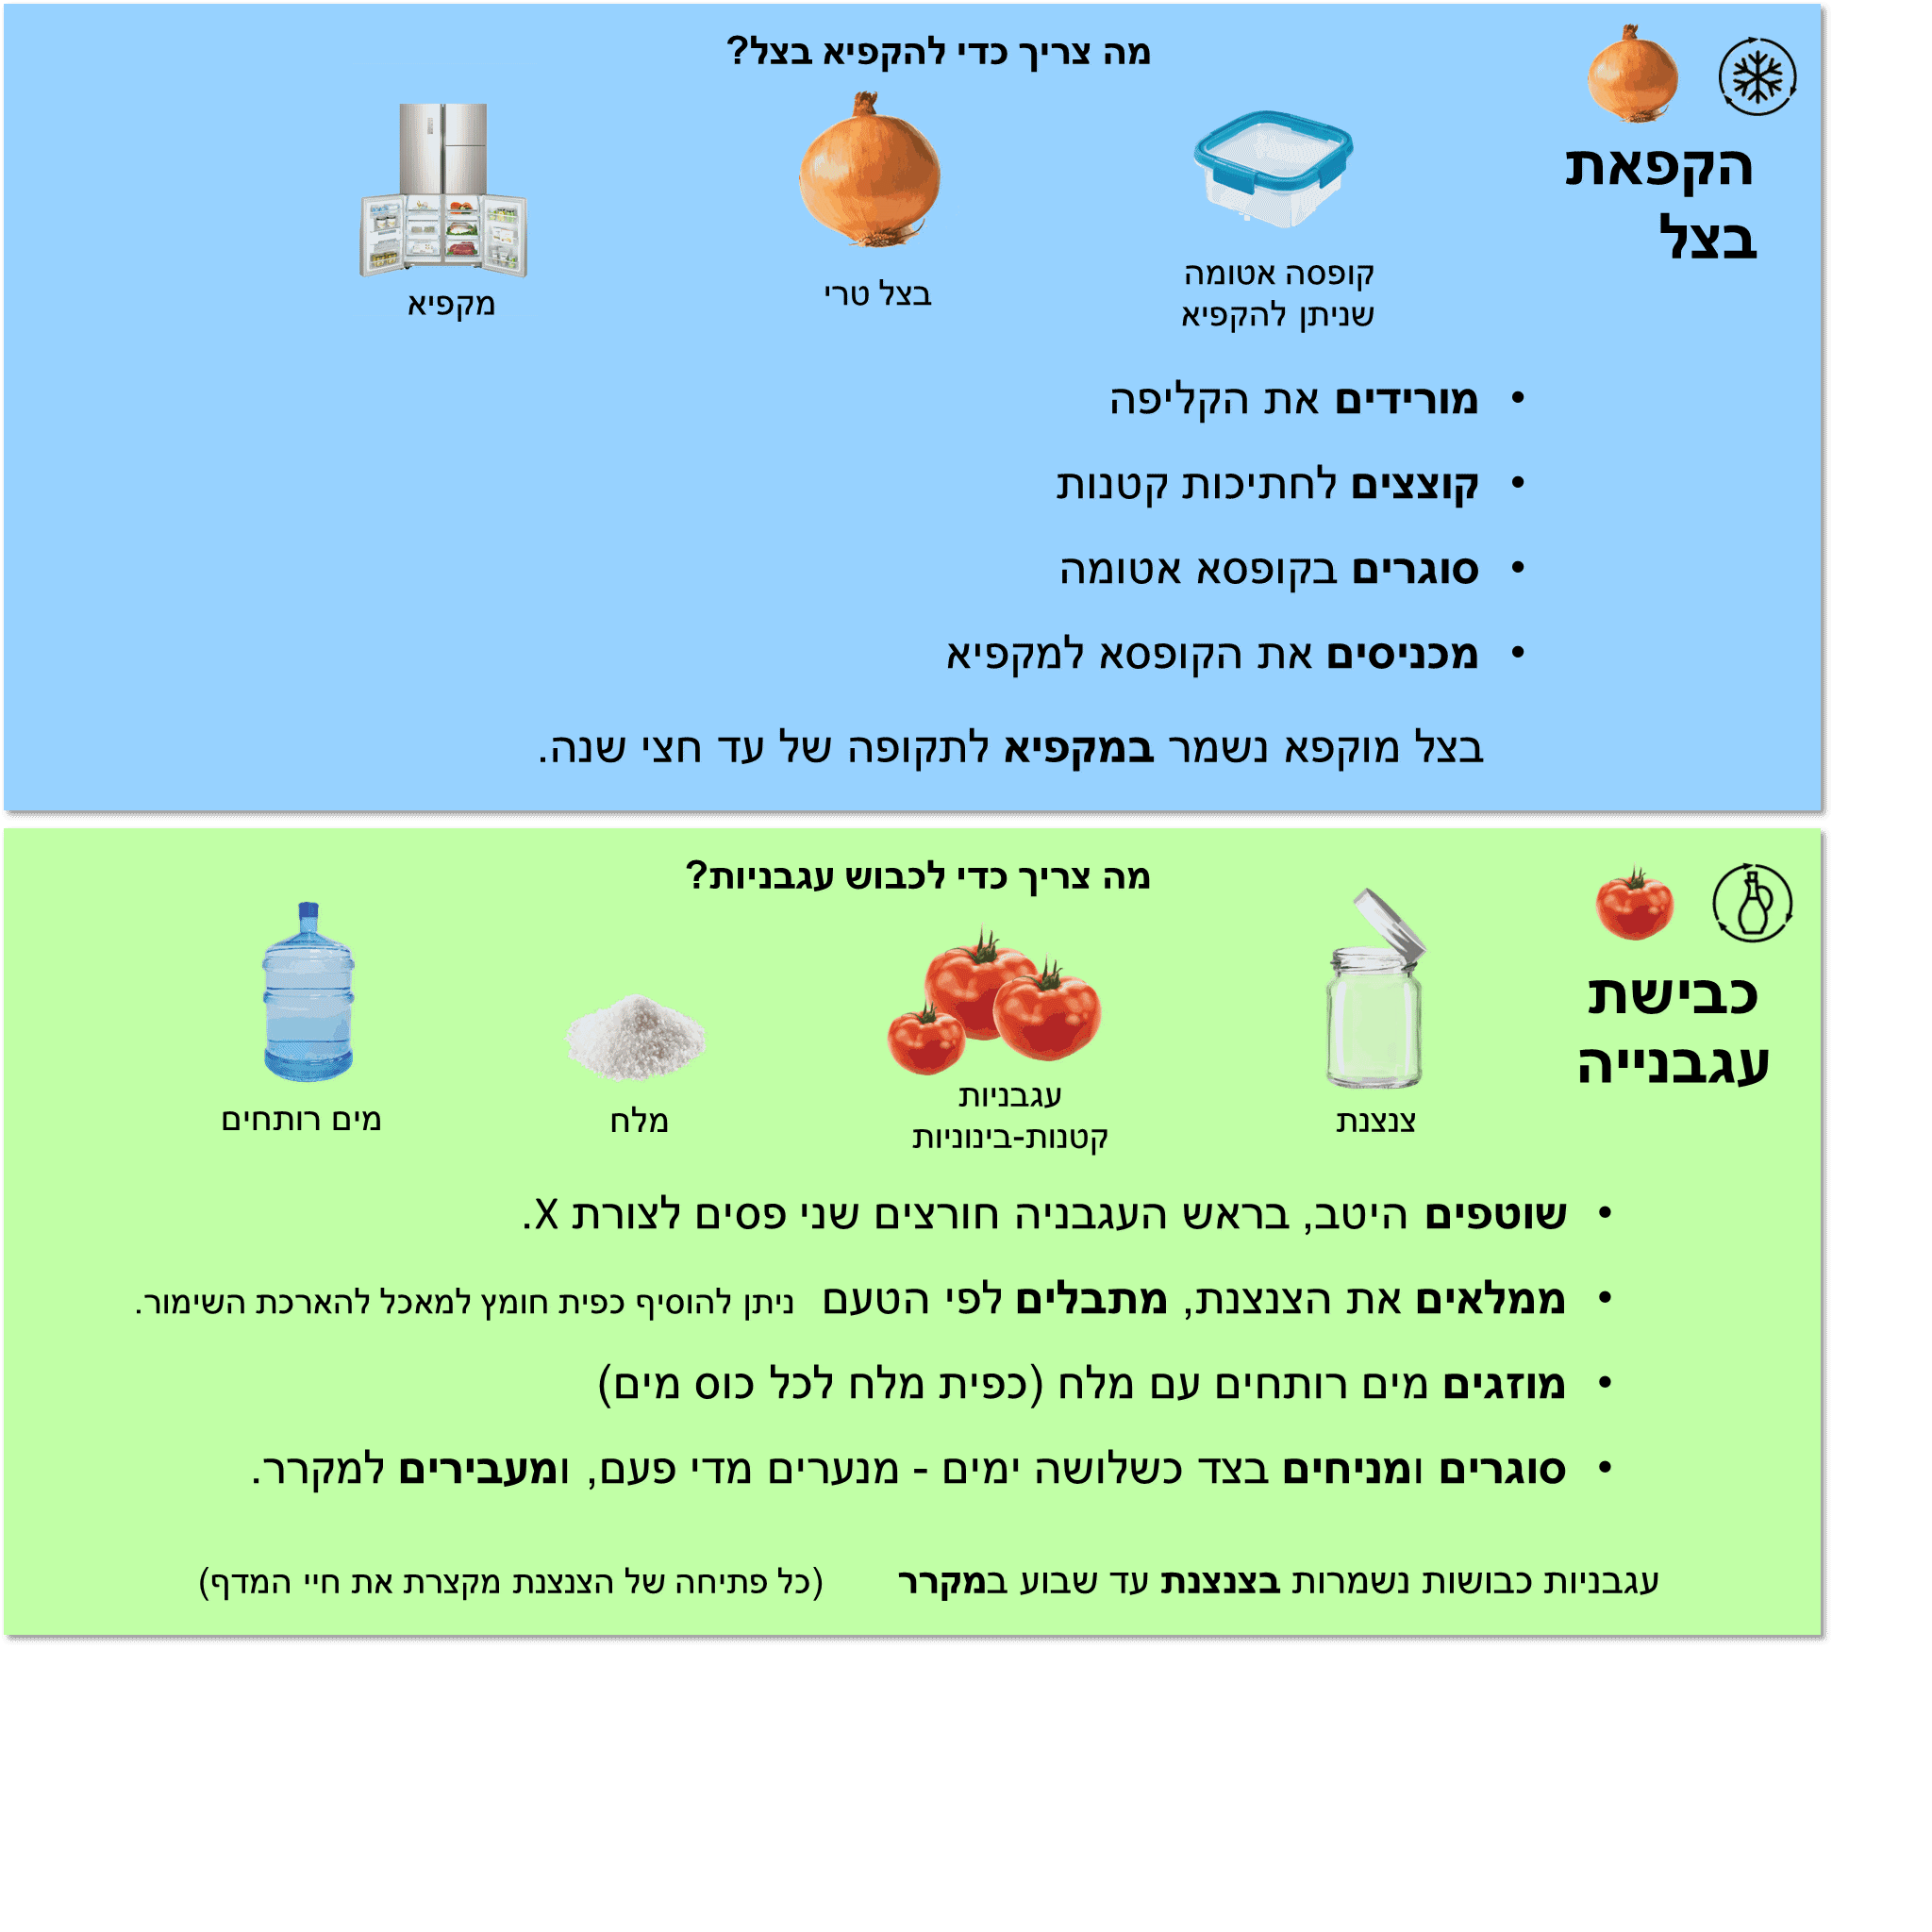 הקפאת
בצל
מה צריך כדי להקפיא בצל?
קופסה אטומה
שניתן להקפיא
בצל טרי
מקפיא
• מורידים את הקליפה
• קוצצים לחתיכות קטנות
• סוגרים בקופסא אטומה
• מכניסים את הקופסא למקפיא
בצל מוקפא נשמר במקפיא לתקופה של עד חצי שנה.
כבישת
עגבנייה
מה צריך כדי לכבוש עגבניות?
צנצנת
עגבניות
קטנות-בינוניות
מלח
מים רותחים
• שוטפים היטב, בראש העגבניה חורצים שני פסים לצורת X.
• ממלאים את הצנצנת, מתבלים לפי הטעם ניתן להוסיף כפית חומץ למאכל להארכת השימור.
• מוזגים מים רותחים עם מלח (כפית מלח לכל כוס מים)
• סוגרים ומניחים בצד כשלושה ימים - מנערים מדי פעם, ומעבירים למקרר.
עגבניות כבושות נשמרות בצנצנת עד שבוע במקרר (כל פתיחה של הצנצנת מקצרת את חיי המדף)